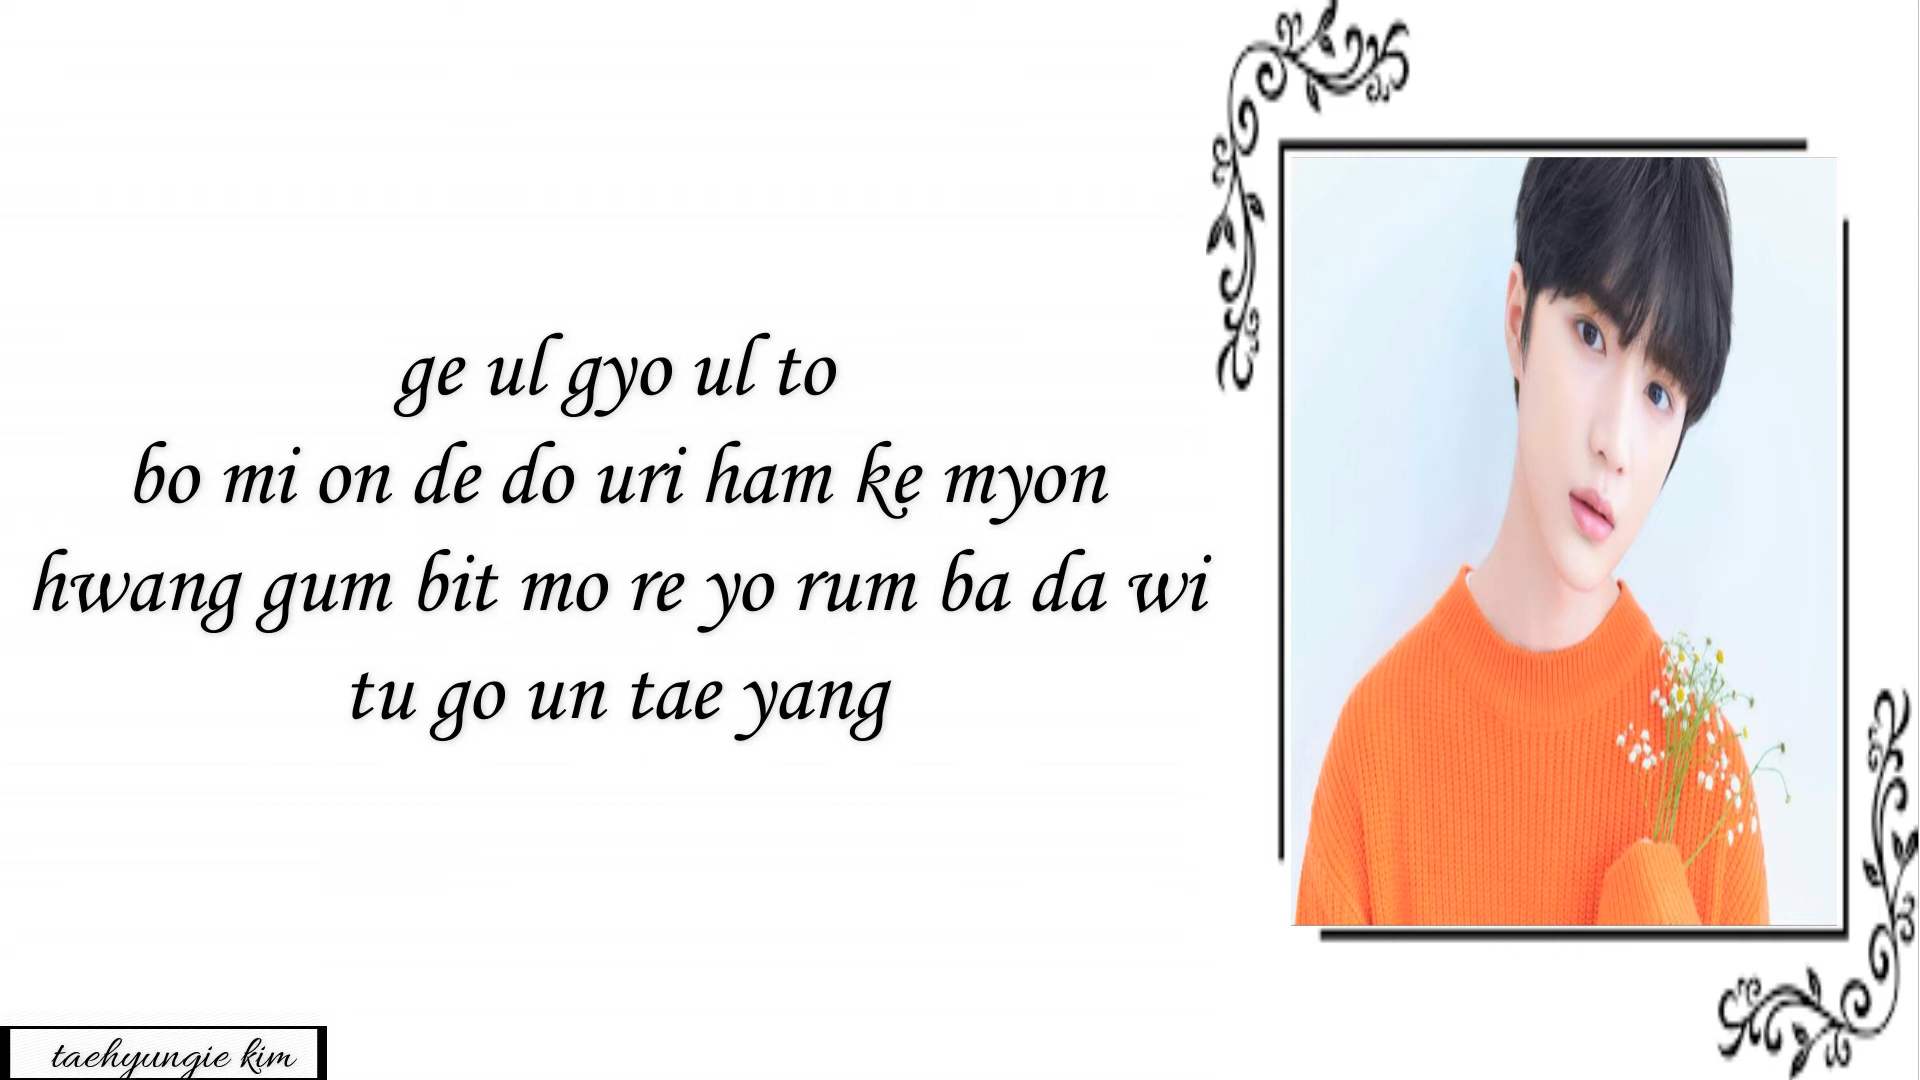 ge ul gyo ul to
bo mi on de do uri ham ke myon
hwang gum bit mo re yo rum ba da wi
tu go un tae yang
taehyungie kim